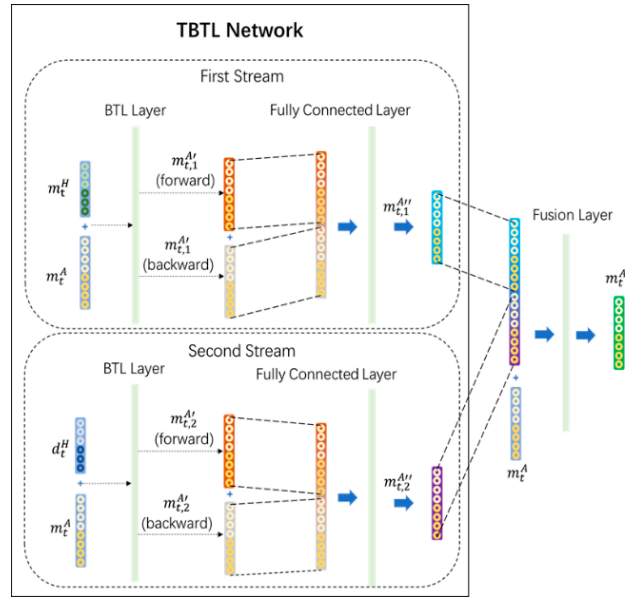 TBTL Network
First Stream
BTL Layer
Fully Connected Layer
m_t^H
+
m_t^A
m_{t,1}^{A′}
(forward)
m_{t,1}^{A′}
(backward)
+
m_{t,1}^{A′′}
Second Stream
BTL Layer
Fully Connected Layer
d_t^H
+
m_t^A
m_{t,2}^{A′}
(forward)
m_{t,2}^{A′}
(backward)
+
m_{t,2}^{A′′}
Fusion Layer
+
m_t^A
m_t^A